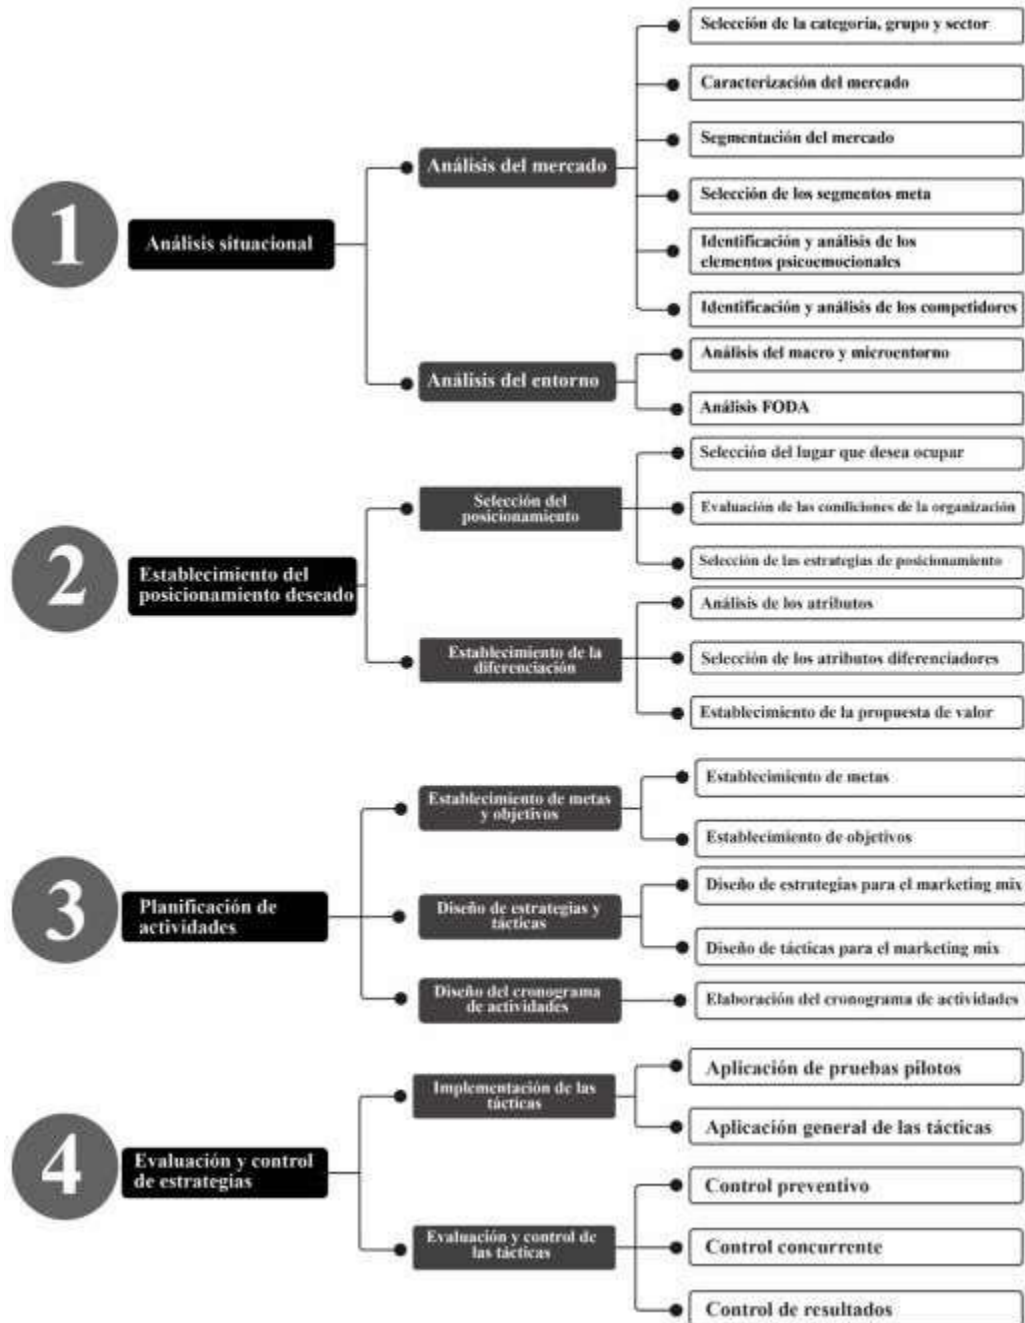 1
Análisis situacional
Análisis del mercado
Selección de la categoría, grupo y sector
Caracterización del mercado
Segmentación del mercado
Selección de los segmentos meta
Identificación y análisis de los
elementos psicoemocionales
Identificación y análisis de los competidores
Análisis del entorno
Análisis del macro y microentorno
Análisis FODA
2
Establecimiento del
posicionamiento deseado
Selección del
posicionamiento
Selección del lugar que desea ocupar
Evaluación de las condiciones de la organización
Selección de las estrategias de posicionamiento
Establecimiento de la
diferenciación
Análisis de los atributos
Selección de los atributos diferenciadores
Establecimiento de la propuesta de valor
3
Planificación de
actividades
Establecimiento de metas
y objetivos
Establecimiento de metas
Establecimiento de objetivos
Diseño de estrategias y
tácticas
Diseño de estrategias para el marketing mix
Diseño de tácticas para el marketing mix
Diseño del cronograma
de actividades
Elaboración del cronograma de actividades
4
Evaluación y control
de estrategias
Implementación de las
tácticas
Aplicación de pruebas pilotos
Aplicación general de las tácticas
Evaluación y control de
las tácticas
Control preventivo
Control concurrente
Control de resultados